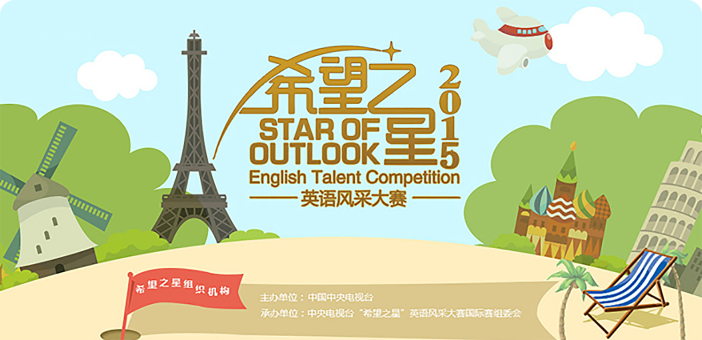 希望之星
2015
STAR OF
OUTLOOK
English Talent Competition
英语风采大赛
希望之星组织机构
主办单位：中国中央电视台
承办单位：中央电视台“希望之星”英语风采大赛国际赛组委会